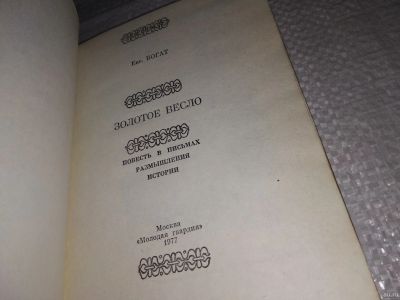 Евг. БОГАТ
ЗОЛОТОЕ ВЕСЛО
ПОВЕСТЬ В ПИСЬМАХ
РАЗМЫШЛЕНИЯ
ИСТОРИИ
Москва
«Молодая гвардия»
1977